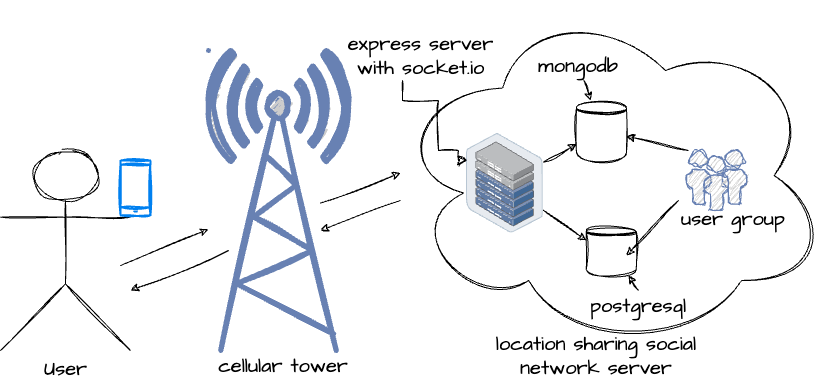 express server
with socket.io
mongodb
user group
postgresql
location sharing social
network server
user
cellular tower